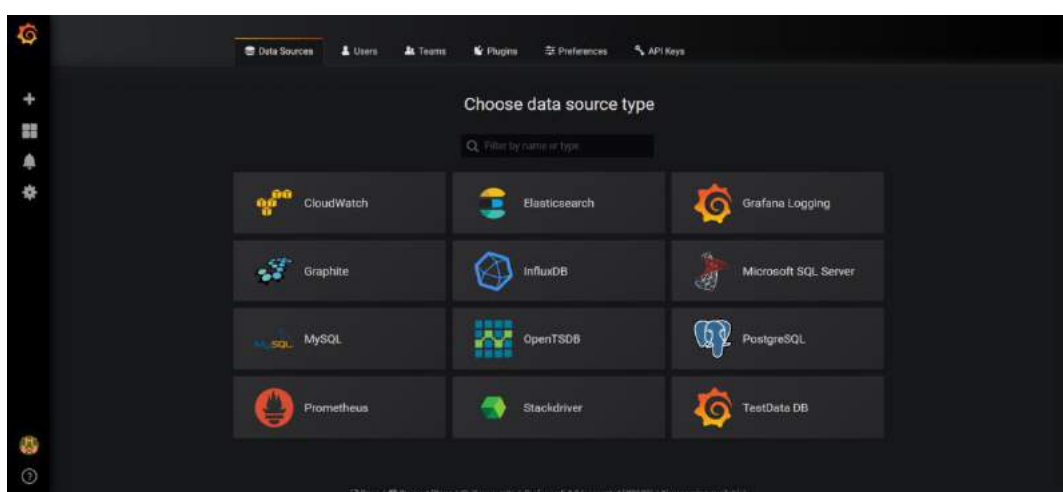 Data Sources Users Teams Plugins Preferences API Keys
Choose data source type
Filter by name or type
CloudWatch Elasticsearch Grafana Logging
Graphite InfluxDB Microsoft SQL Server
MySQL MySQL OpenTSDB PostgreSQL
Prometheus Stackdriver TestData DB